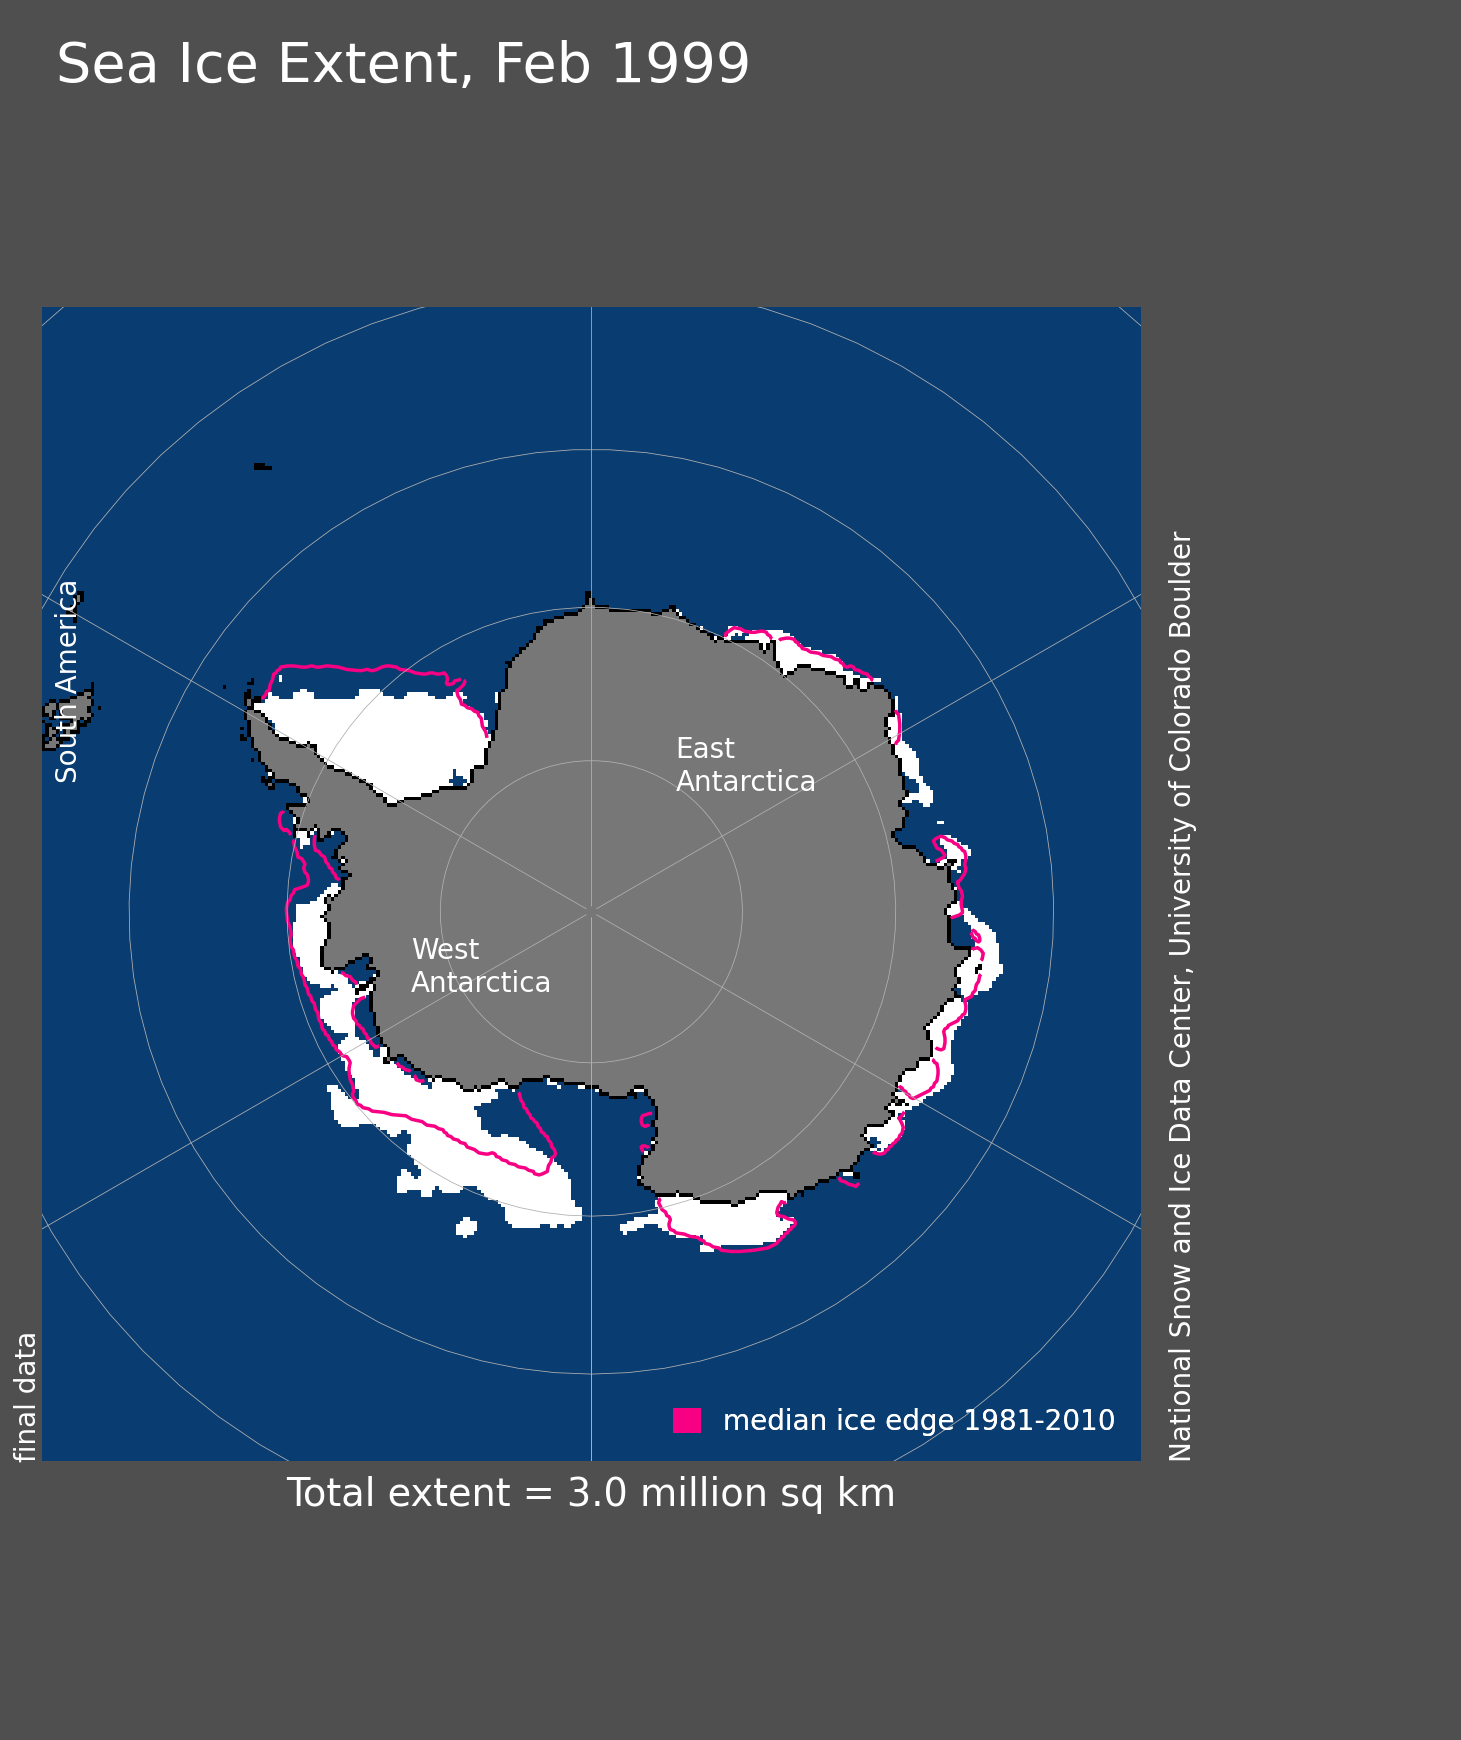 Sea Ice Extent, Feb 1999
South America
East
Antarctica
West
Antarctica
National Snow and Ice Data Center, University of Colorado Boulder
final data
median ice edge 1981-2010
Total extent = 3.0 million sq km